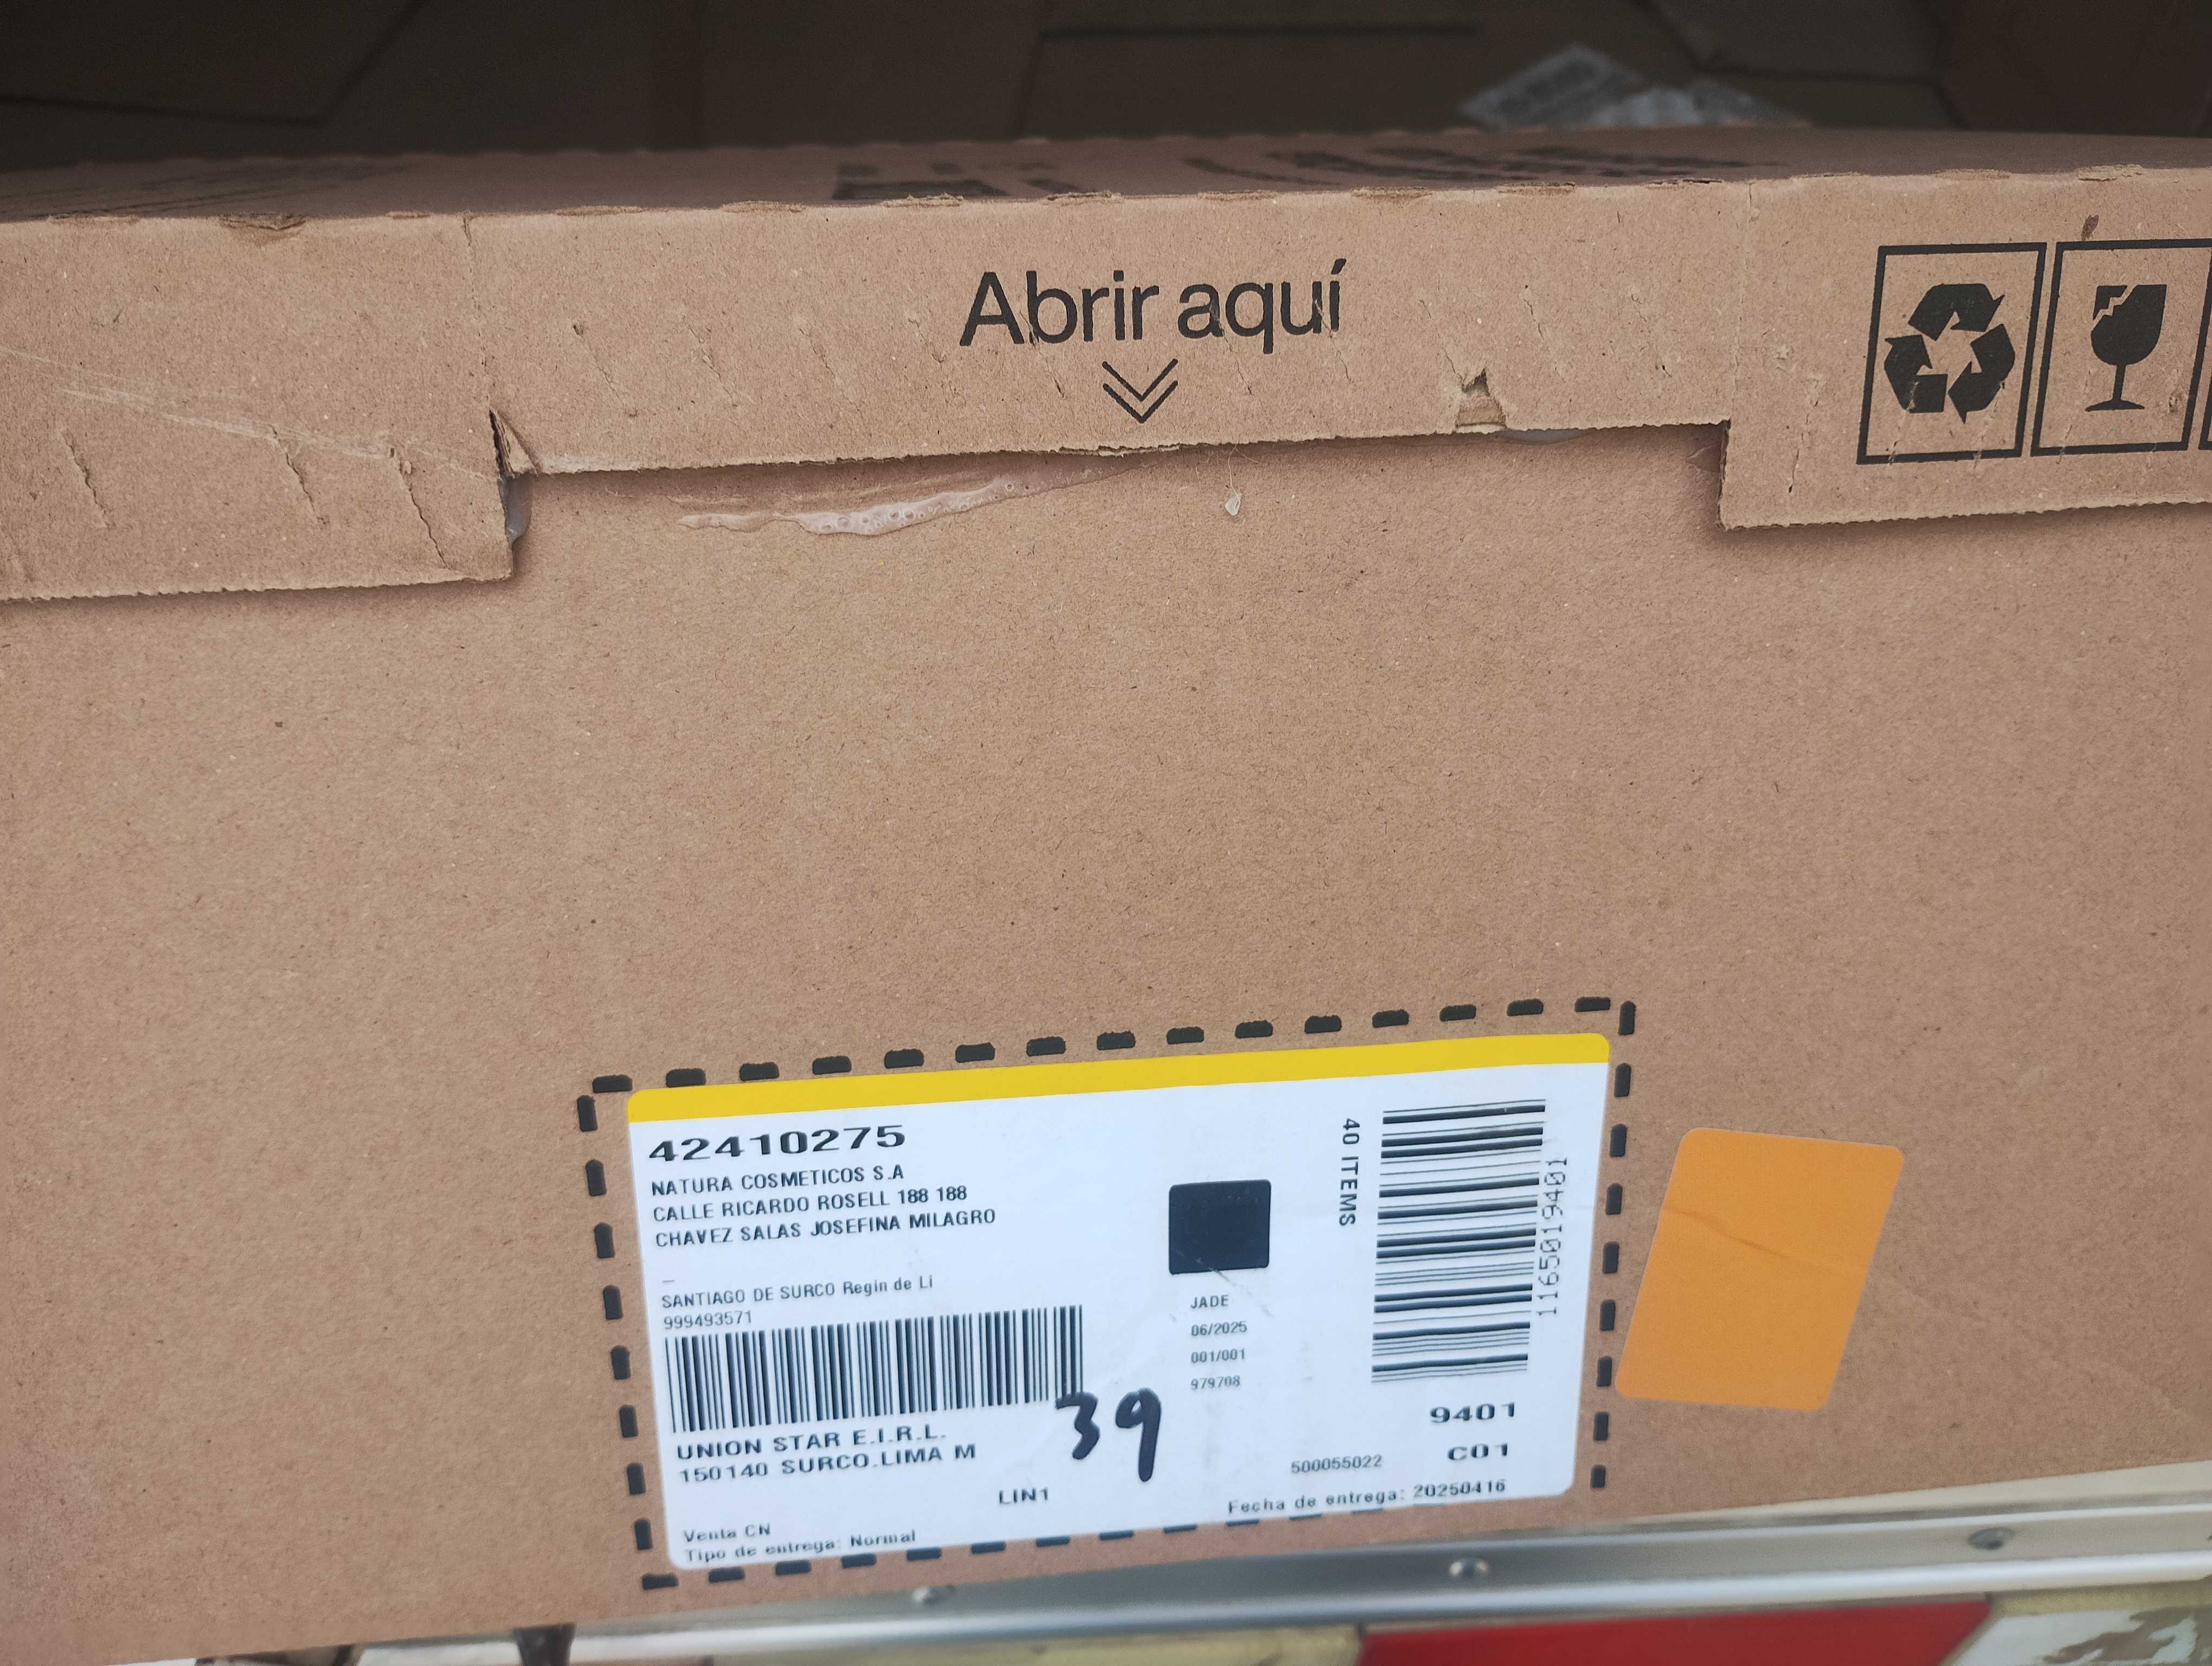 Abrir aquí
42410275
NATURA COSMETICOS S.A
CALLE RICARDO ROSELL 188 188
CHAVEZ SALAS JOSEFINA MILAGRO
SANTIAGO DE SURCO Regin de Li
999493571
UNION STAR E.I.R.L.
150140 SURCO.LIMA M
LIN1
Venta CN
Tipo de entrega: Normal
39
JADE
06/2025
001/001
979708
40 ITEMS
1165019401
9401
C01
500055022
Fecha de entrega: 20250416